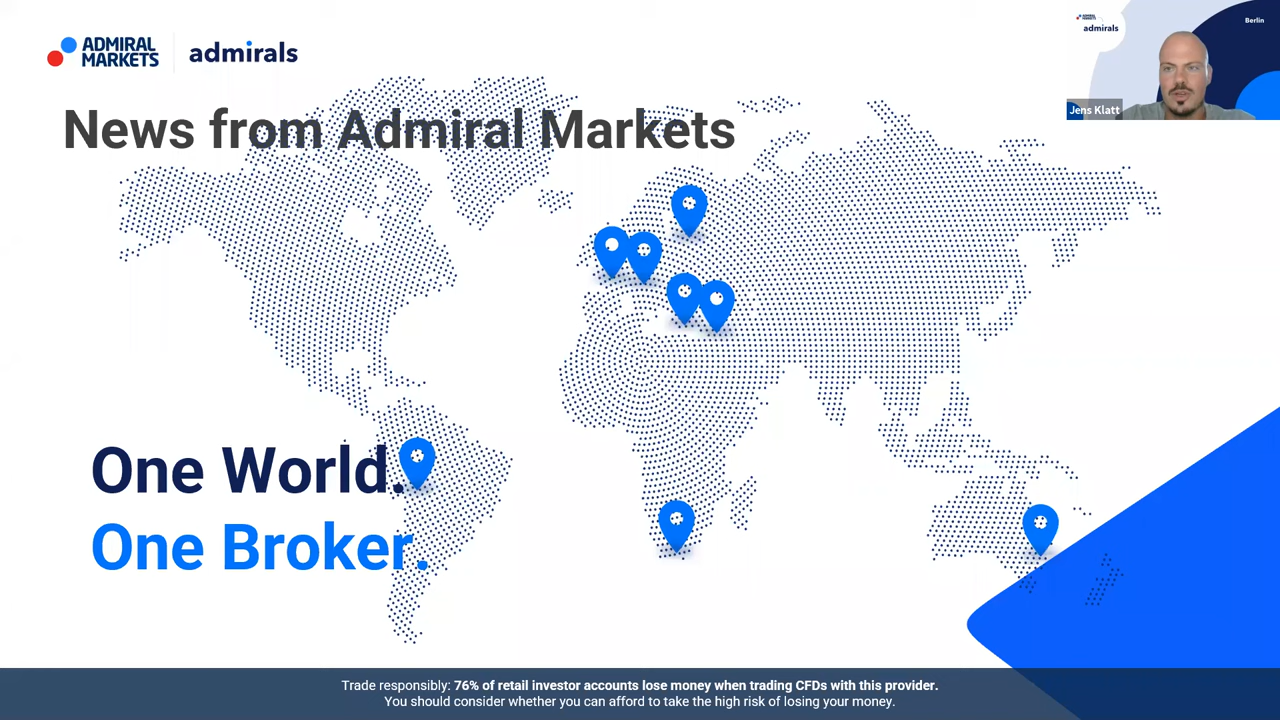 ADMIRAL
MARKETS
admirals
ADMIRAL
MARKETS
admirals
Berlin
Jens Klatt
News from Admiral Markets
One World.
One Broker.
Trade responsibly: 76% of retail investor accounts lose money when trading CFDs with this provider.
You should consider whether you can afford to take the high risk of losing your money.